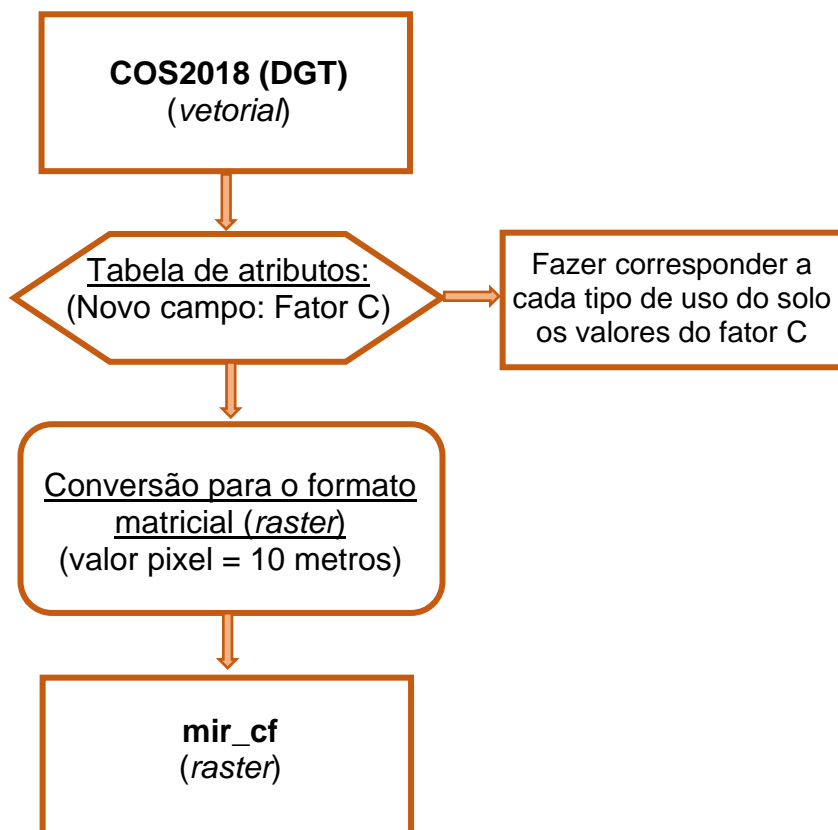 COS2018 (DGT)
(vetorial)
Tabela de atributos:
(Novo campo: Fator C)
Fazer corresponder a
cada tipo de uso do solo
os valores do fator C
Conversão para o formato
matricial (raster)
(valor pixel = 10 metros)
mir_cf
(raster)